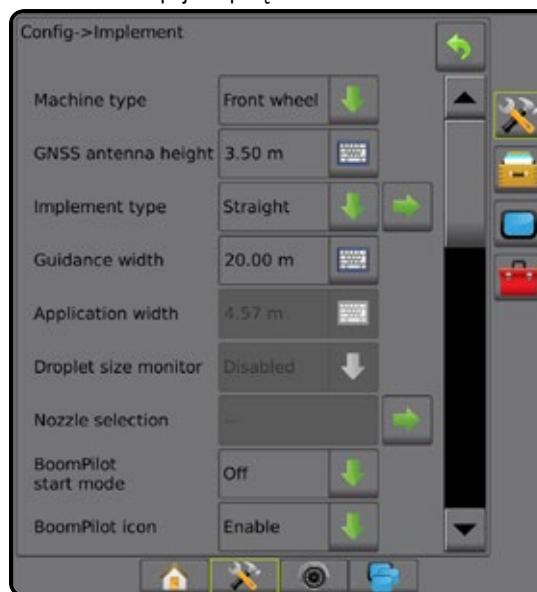 Config->Implement
Machine type Front wheel
GNSS antenna height 3.50 m
Implement type Straight
Guidance width 20.00 m
Application width 4.57 m
Droplet size monitor Disabled
Nozzle selection --
BoomPilot
start mode Off
BoomPilot icon Enable